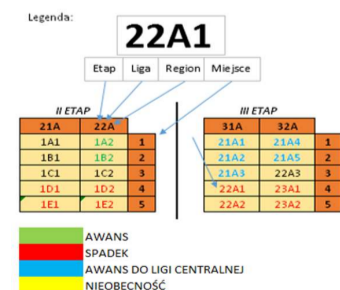 Legenda:
22A1
Etap Liga Region Miejsce
II ETAP
21A 22A
1A1 1A2 1
1B1 1B2 2
1C1 1C2 3
1D1 1D2 4
1E1 1E2 5
III ETAP
31A 32A
21A1 21A4 1
21A2 21A5 2
21A3 22A3 3
22A1 23A1 4
22A2 23A2 5
AWANS
SPADEK
AWANS DO LIGI CENTRALNEJ
NIEOBECNOŚĆ